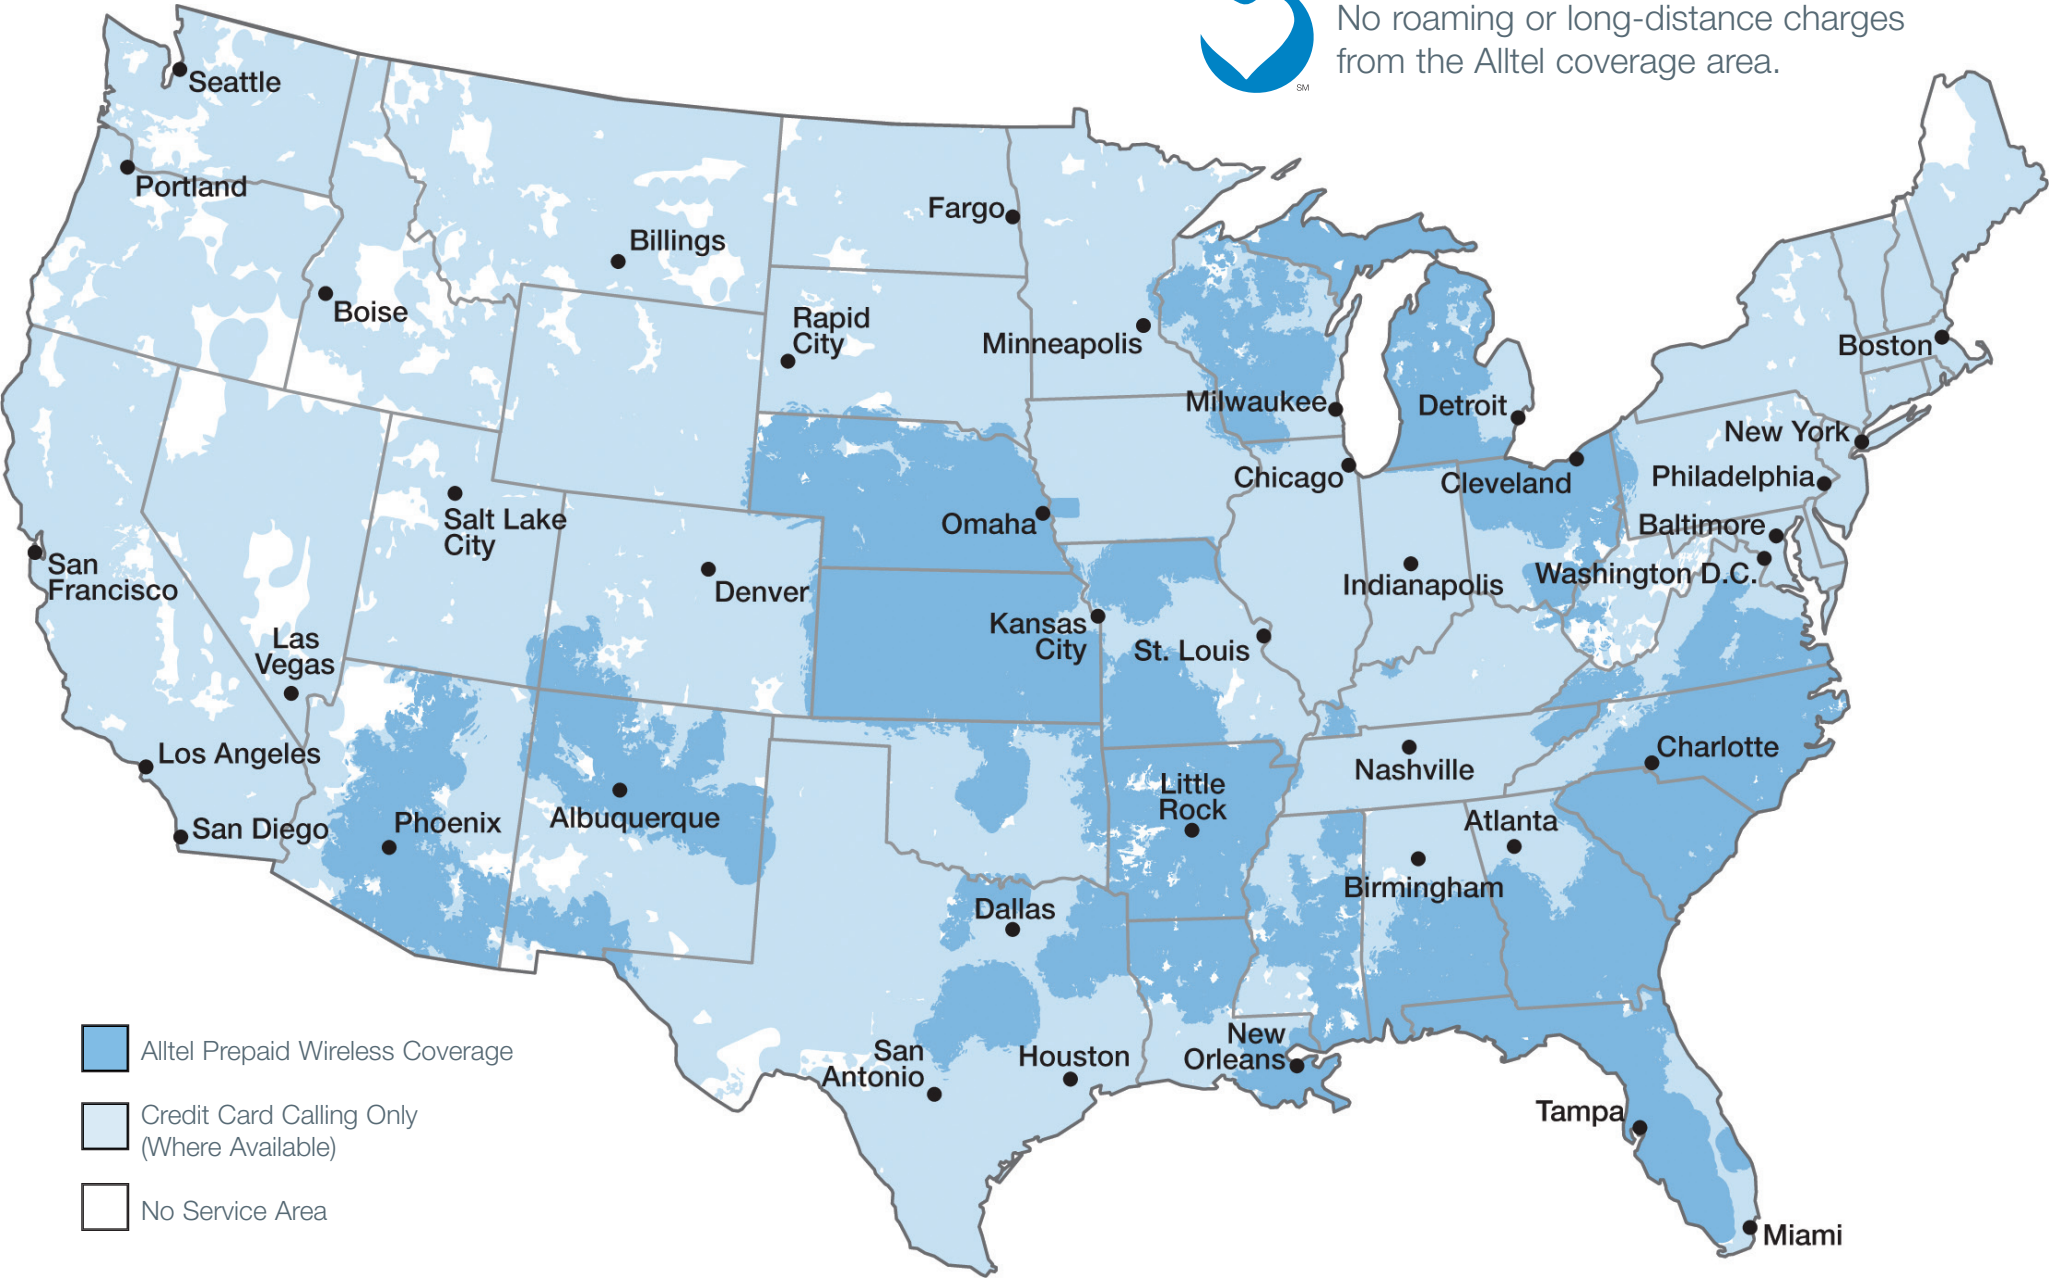 No roaming or long-distance charges
from the Alltel coverage area.
SM
Seattle
Portland
Fargo
Billings
Boise
Rapid
City
Minneapolis
Boston
Milwaukee
Detroit
New York
Chicago
Cleveland
Philadelphia
Salt Lake
City
Omaha
Baltimore
San
Francisco
Denver
Indianapolis
Washington D.C.
Kansas
City
St. Louis
Las
Vegas
Los Angeles
Nashville
Charlotte
Little
Rock
San Diego
Phoenix
Albuquerque
Atlanta
Birmingham
Dallas
New
Orleans
San
Antonio
Houston
Tampa
Miami
Alltel Prepaid Wireless Coverage
Credit Card Calling Only
(Where Available)
No Service Area